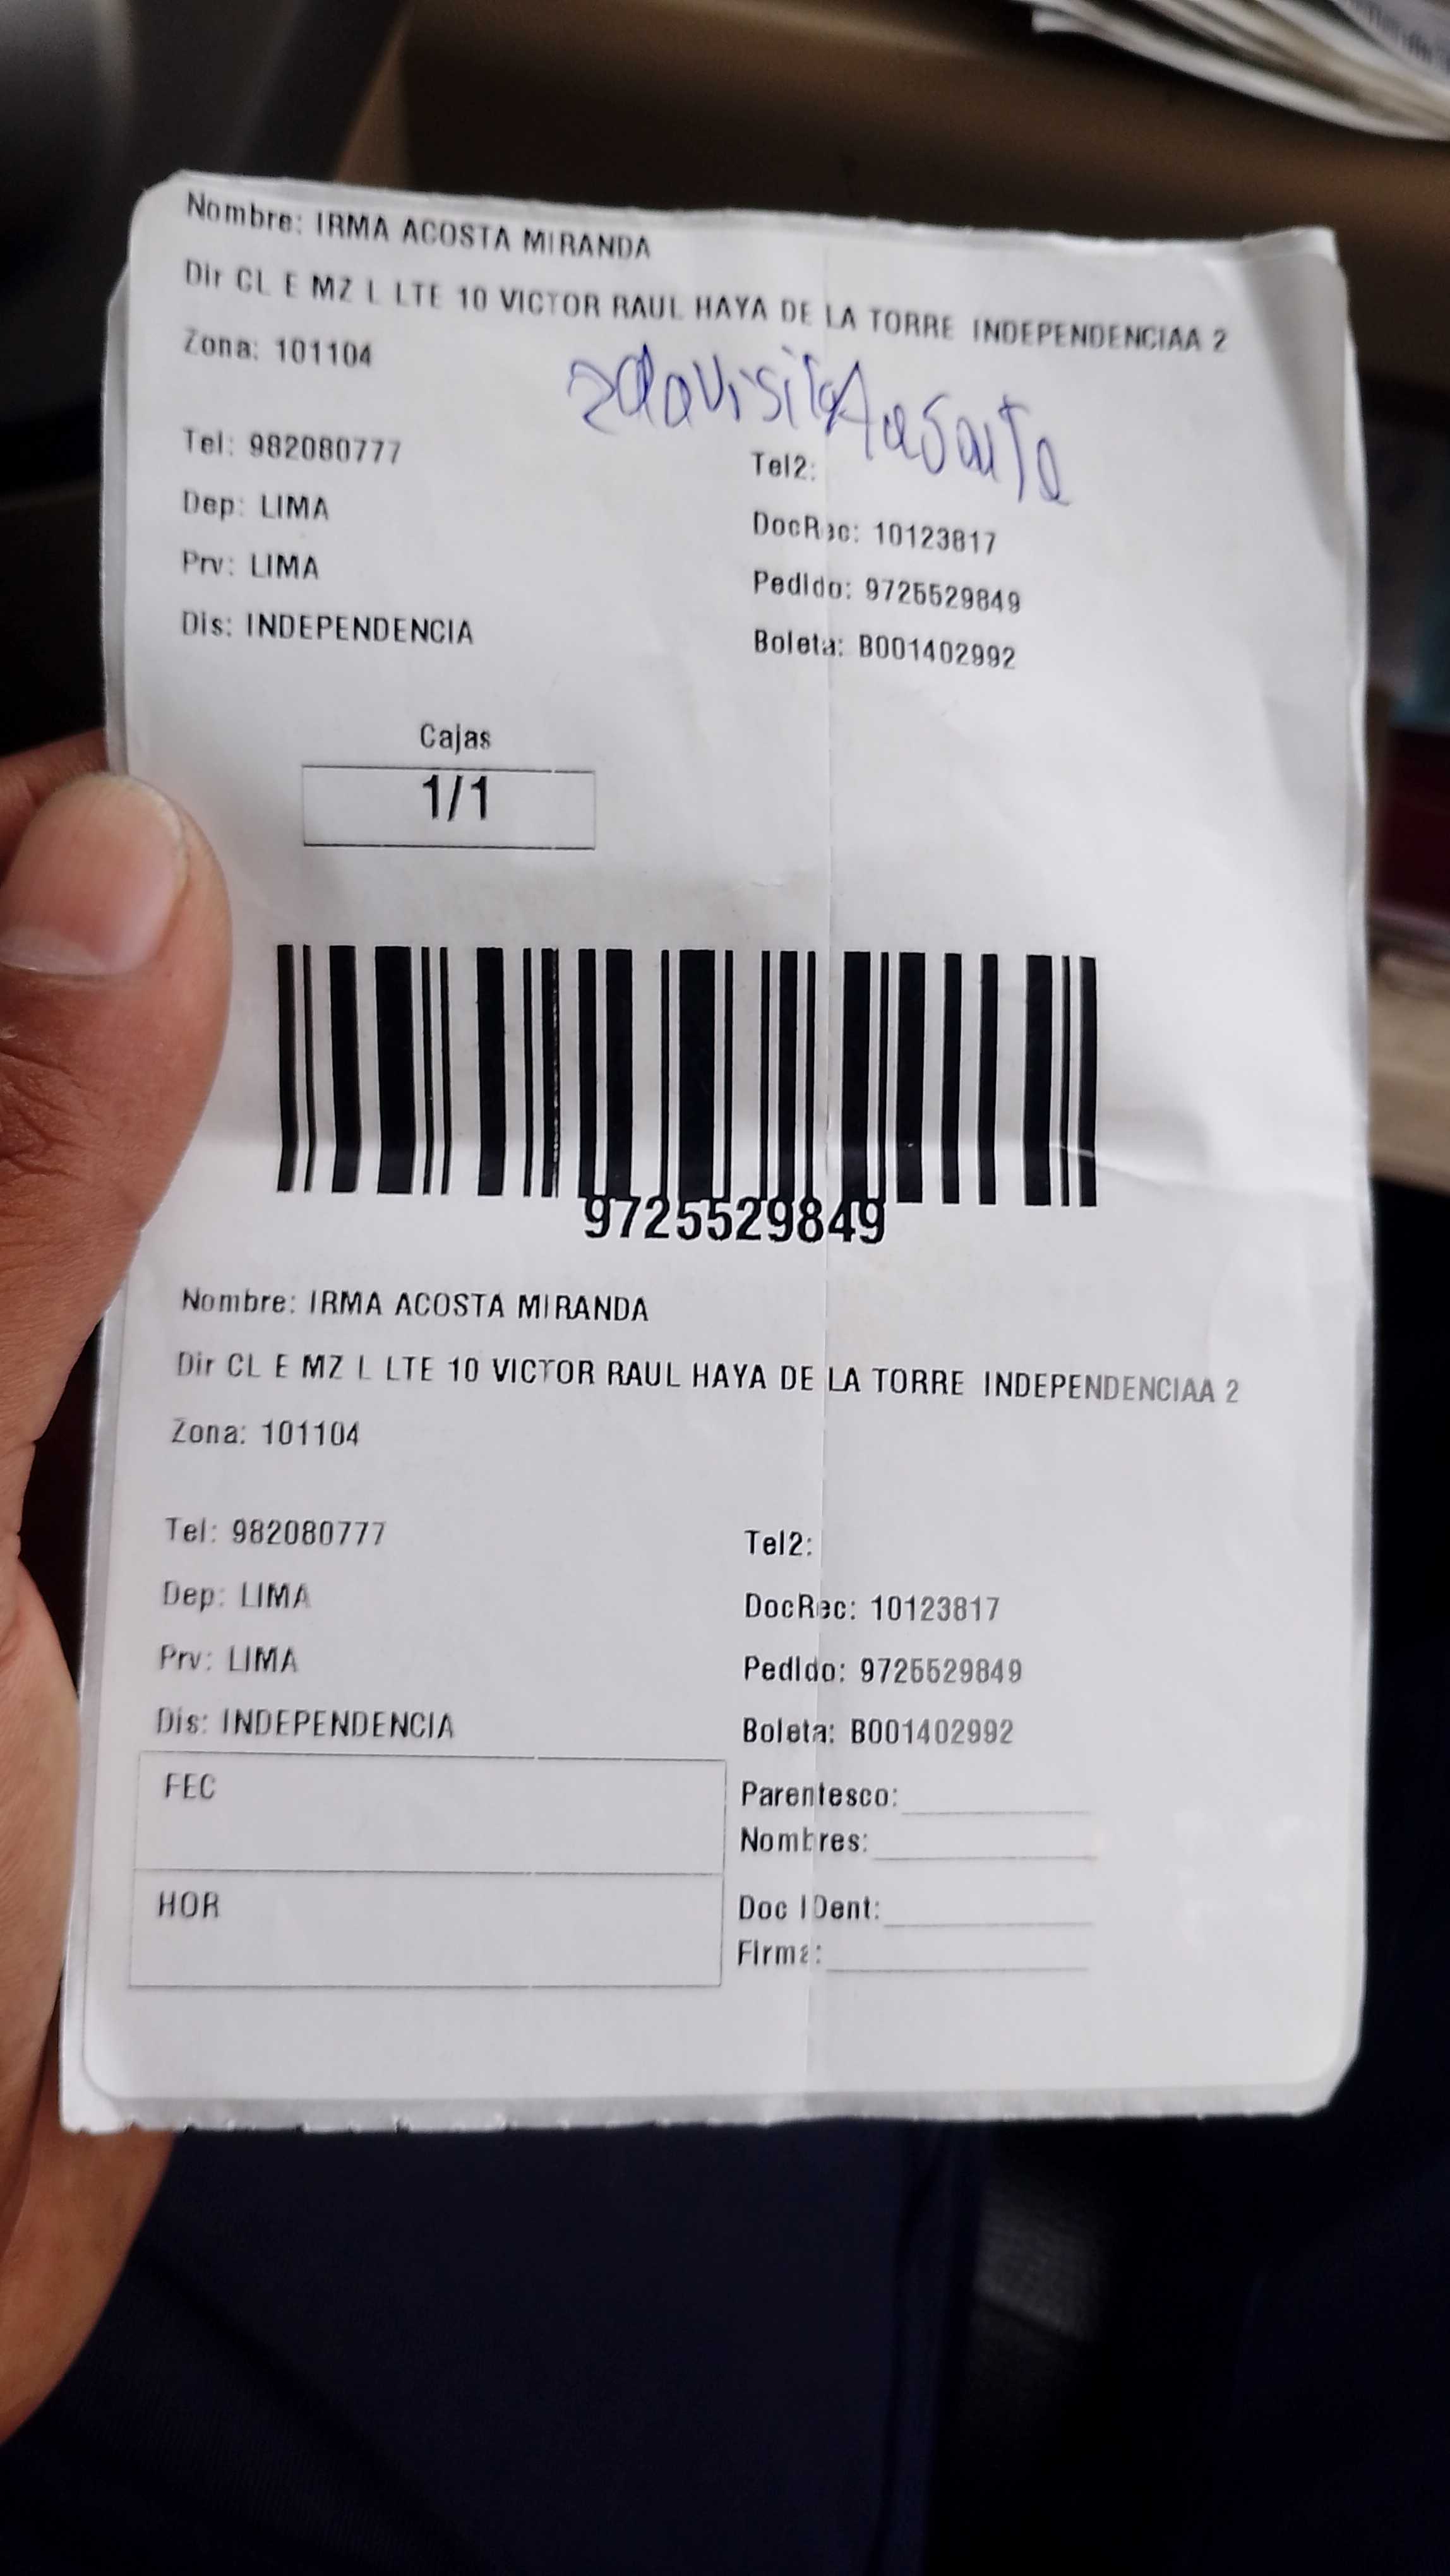 Nombre: IRMA ACOSTA MIRANDA
Dir CL E MZ L LTE 10 VICTOR RAUL HAYA DE LA TORRE INDEPENDENCIAA 2
Zona: 101104
2da visita Ausente
Tel: 982080777
Tel2:
Dep: LIMA
DocRec: 10123817
Prv: LIMA
Pedido: 9725529849
Dis: INDEPENDENCIA
Boleta: B001402992
Cajas
1/1
9725529849
Nombre: IRMA ACOSTA MIRANDA
Dir CL E MZ L LTE 10 VICTOR RAUL HAYA DE LA TORRE INDEPENDENCIAA 2
Zona: 101104
Tel: 982080777
Tel2:
Dep: LIMA
DocRec: 10123817
Prv: LIMA
Pedido: 9725529849
Dis: INDEPENDENCIA
Boleta: B001402992
FEC
Parentesco:
Nombres:
HOR
Doc IDent:
Firma: